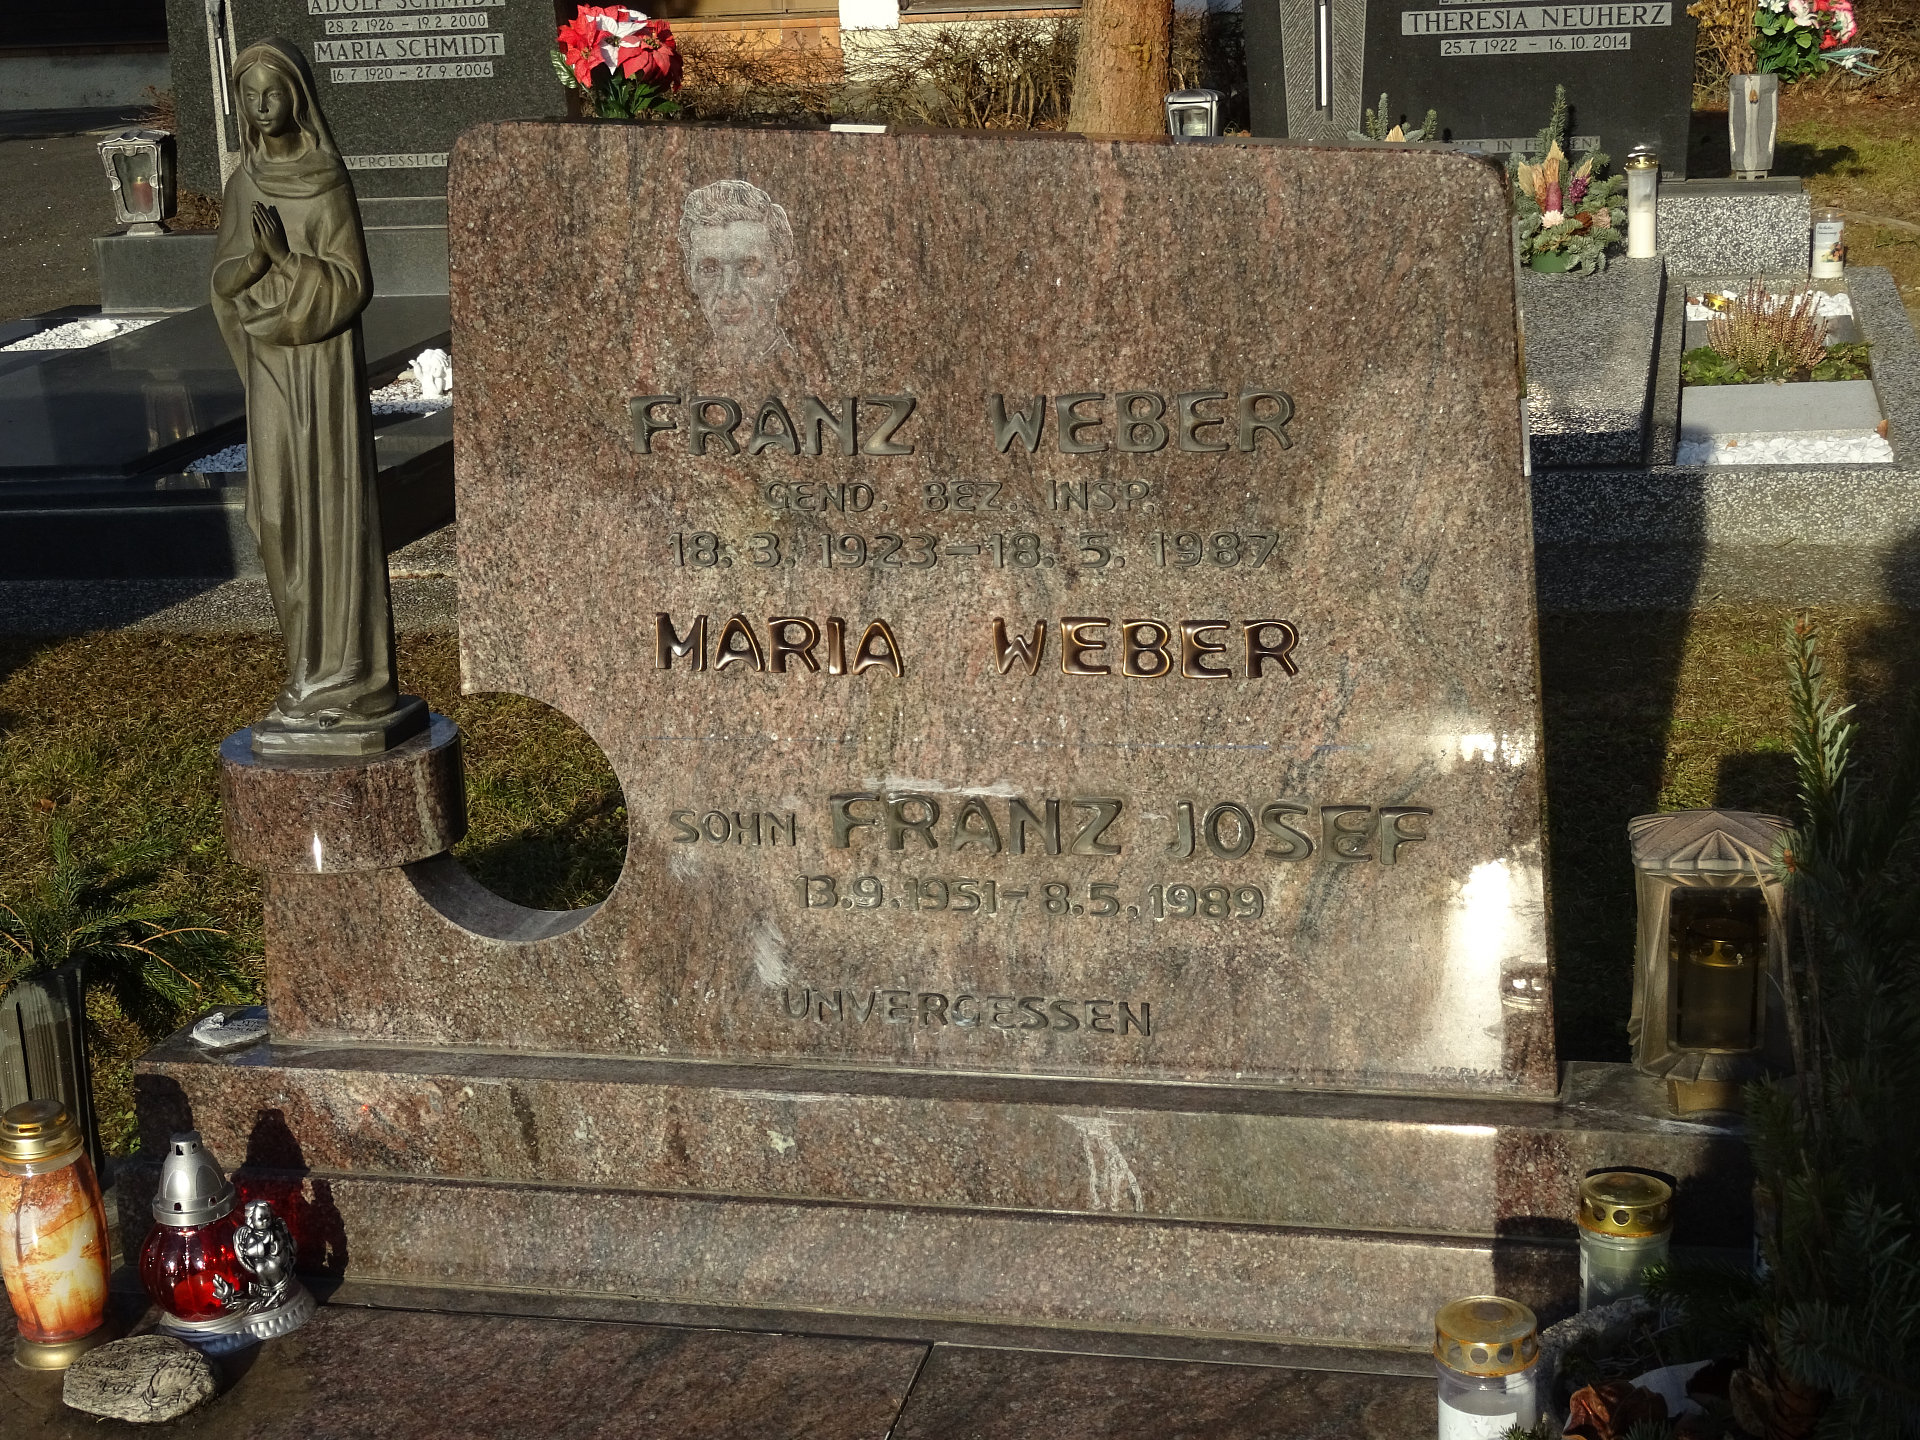 ADOLF SCHMIDT
28.2.1926 – 19.2.2000
MARIA SCHMIDT
16.7.1920 – 27.9.2006
THERESIA NEUHERZ
25.7.1922 – 16.10.2014
FRANZ WEBER
GEND. BEZ. INSP.
18. 3. 1923 – 18. 5. 1987
MARIA WEBER
SOHN FRANZ JOSEF
13.9.1951 – 8.5.1989
UNVERGESSEN